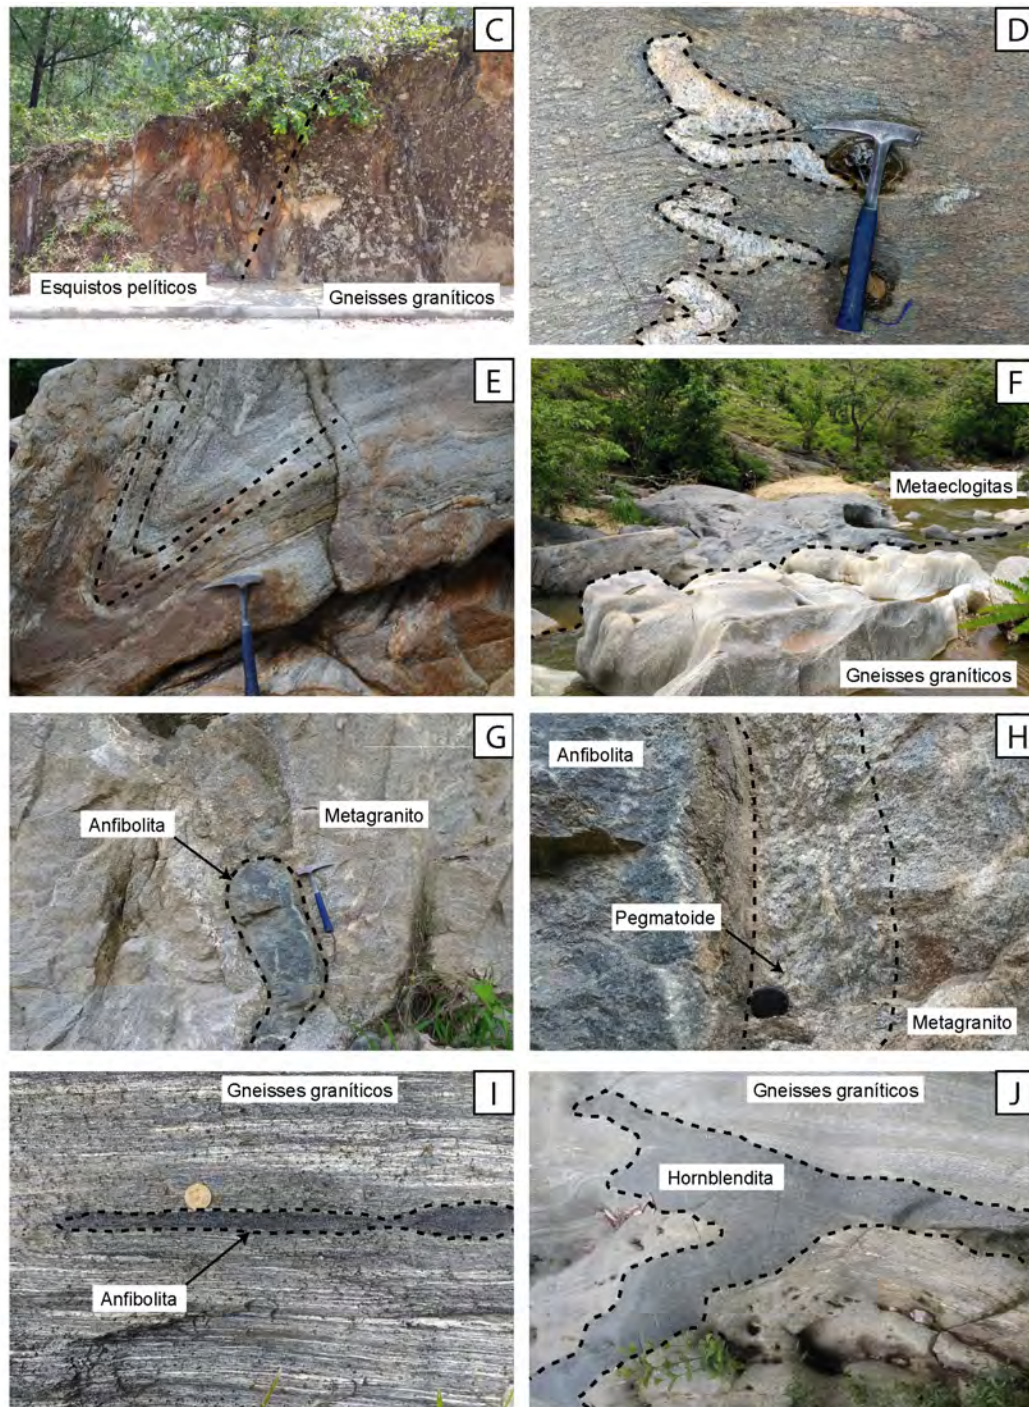 C
Esquistos pelíticos
Gneisses graníticos
D
E
F
Metaeclogitas
Gneisses graníticos
G
Anfibolita
Metagranito
H
Anfibolita
Pegmatoide
Metagranito
I
Gneisses graníticos
Anfibolita
J
Gneisses graníticos
Hornblendita